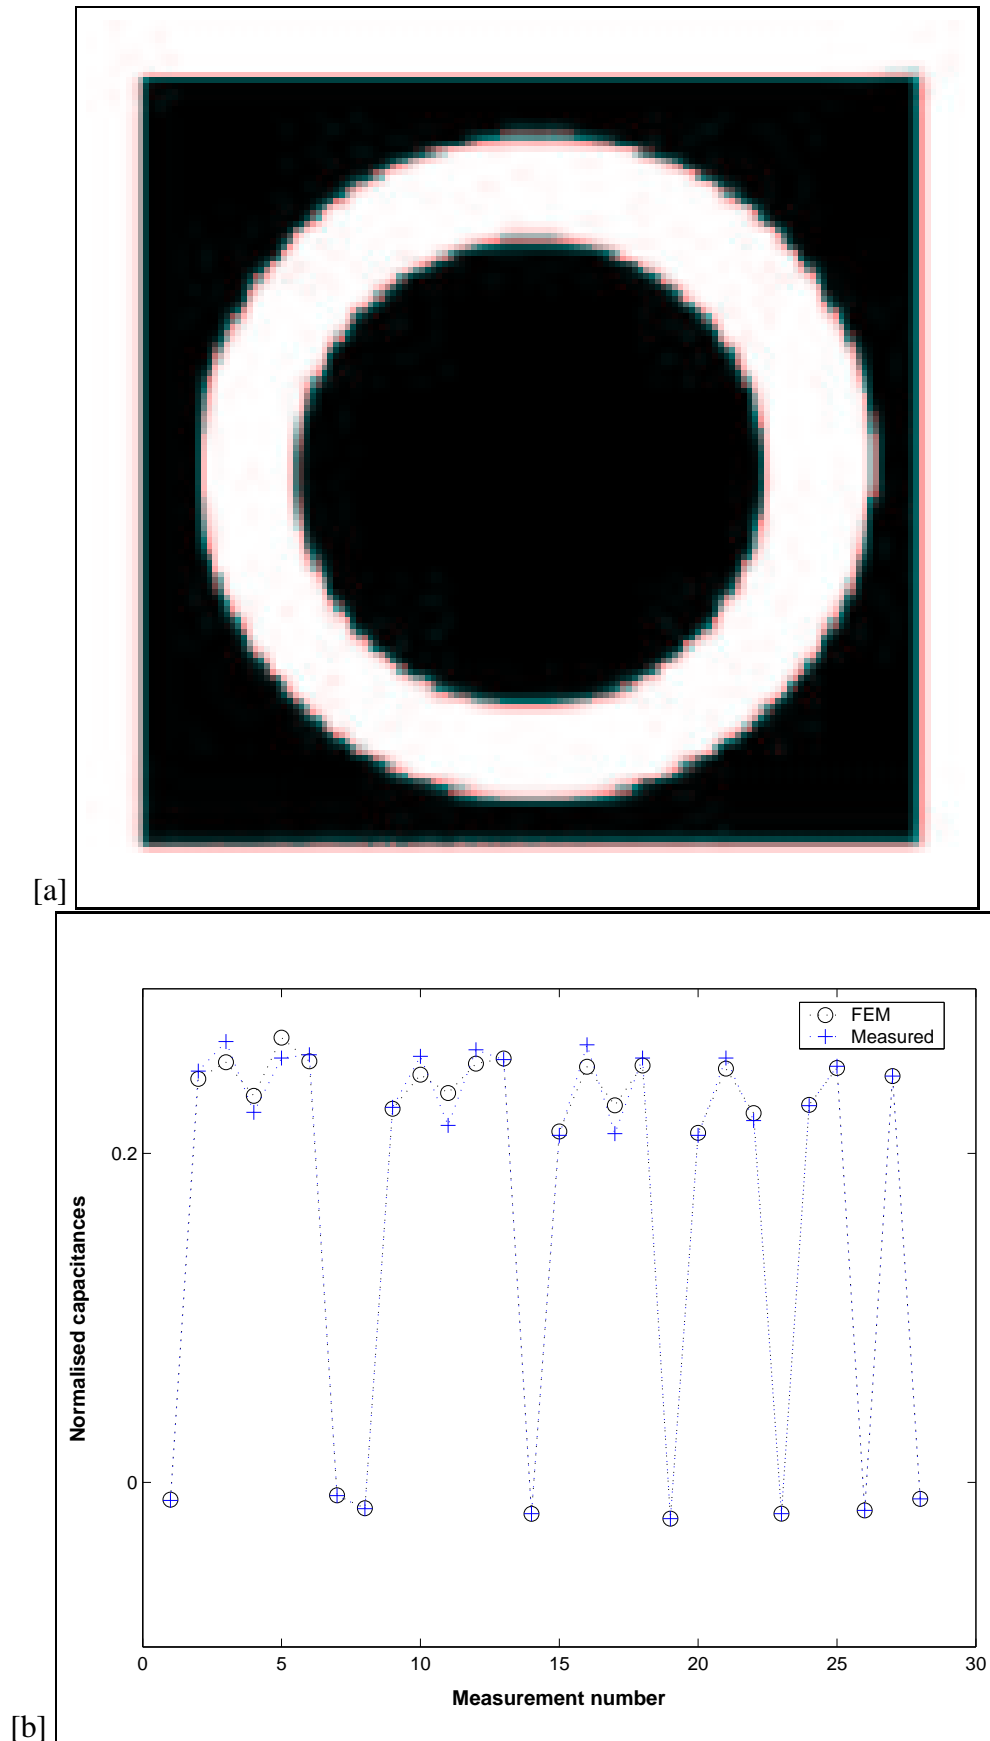 [a]
FEM
Measured
0.2
0
Normalised capacitances
0 5 10 15 20 25 30
Measurement number
[b]